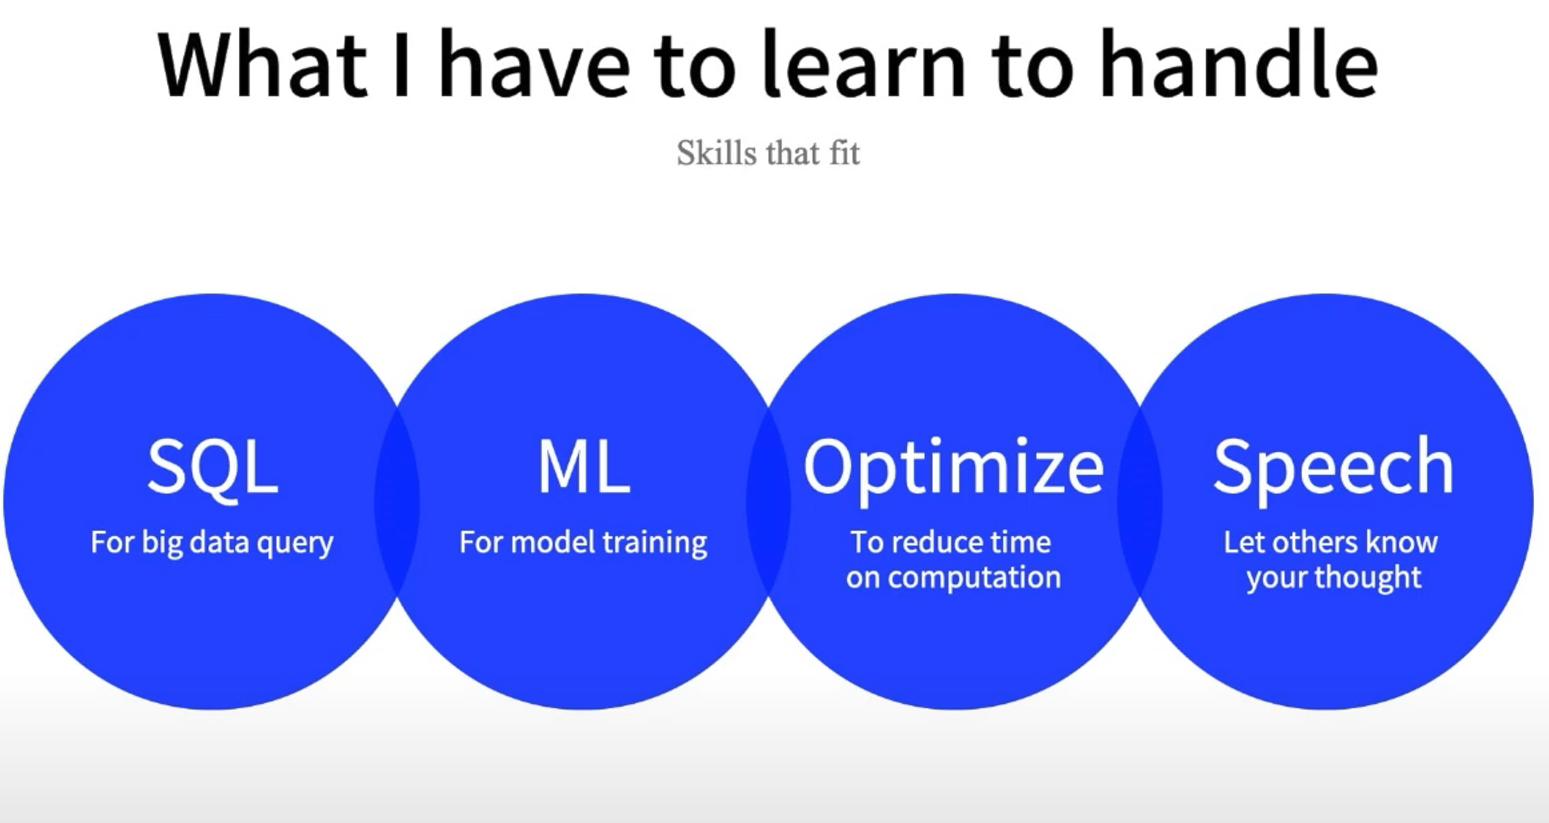 What I have to learn to handle
Skills that fit
SQL
For big data query
ML
For model training
Optimize
To reduce time
on computation
Speech
Let others know
your thought